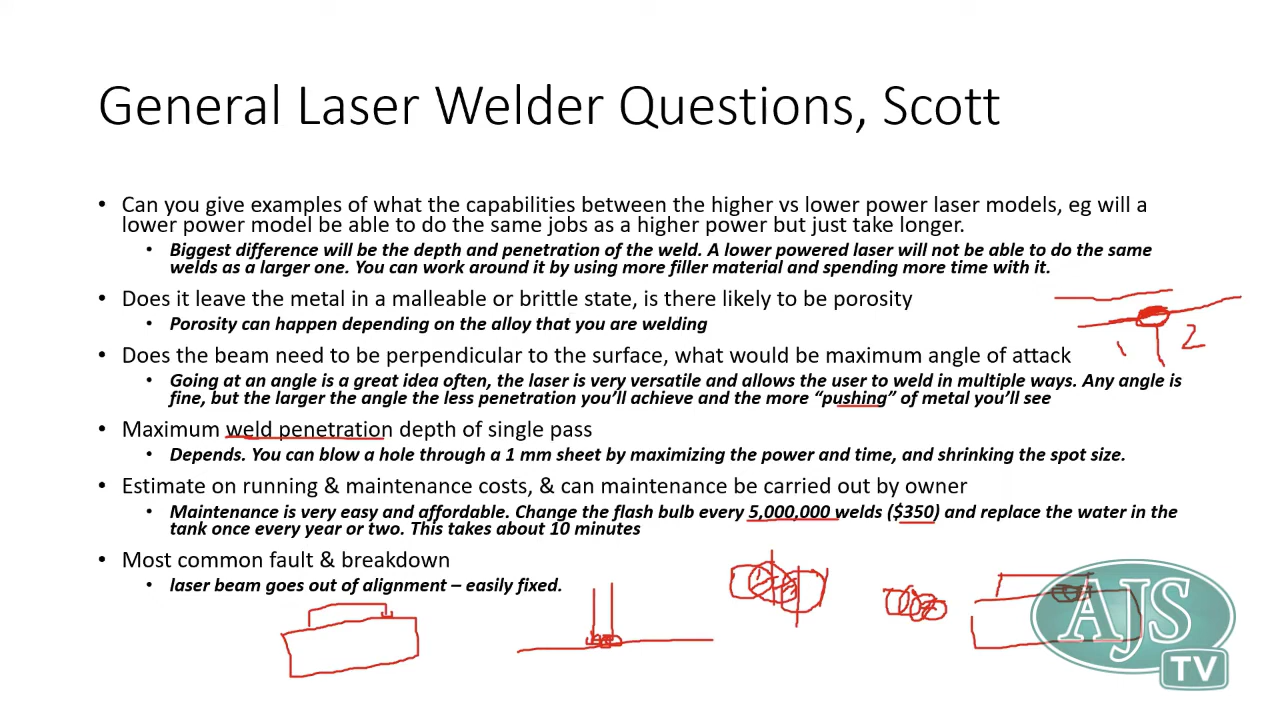 General Laser Welder Questions, Scott
• Can you give examples of what the capabilities between the higher vs lower power laser models, eg will a
lower power model be able to do the same jobs as a higher power but just take longer.
• Biggest difference will be the depth and penetration of the weld. A lower powered laser will not be able to do the same
welds as a larger one. You can work around it by using more filler material and spending more time with it.
• Does it leave the metal in a malleable or brittle state, is there likely to be porosity
• Porosity can happen depending on the alloy that you are welding
• Does the beam need to be perpendicular to the surface, what would be maximum angle of attack
1 2
• Going at an angle is a great idea often, the laser is very versatile and allows the user to weld in multiple ways. Any angle is
fine, but the larger the angle the less penetration you'll achieve and the more “pushing” of metal you'll see
• Maximum weld penetration depth of single pass
• Depends. You can blow a hole through a 1 mm sheet by maximizing the power and time, and shrinking the spot size.
• Estimate on running & maintenance costs, & can maintenance be carried out by owner
• Maintenance is very easy and affordable. Change the flash bulb every 5,000,000 welds ($350) and replace the water in the
tank once every year or two. This takes about 10 minutes
• Most common fault & breakdown
• laser beam goes out of alignment – easily fixed.
AJS
TV